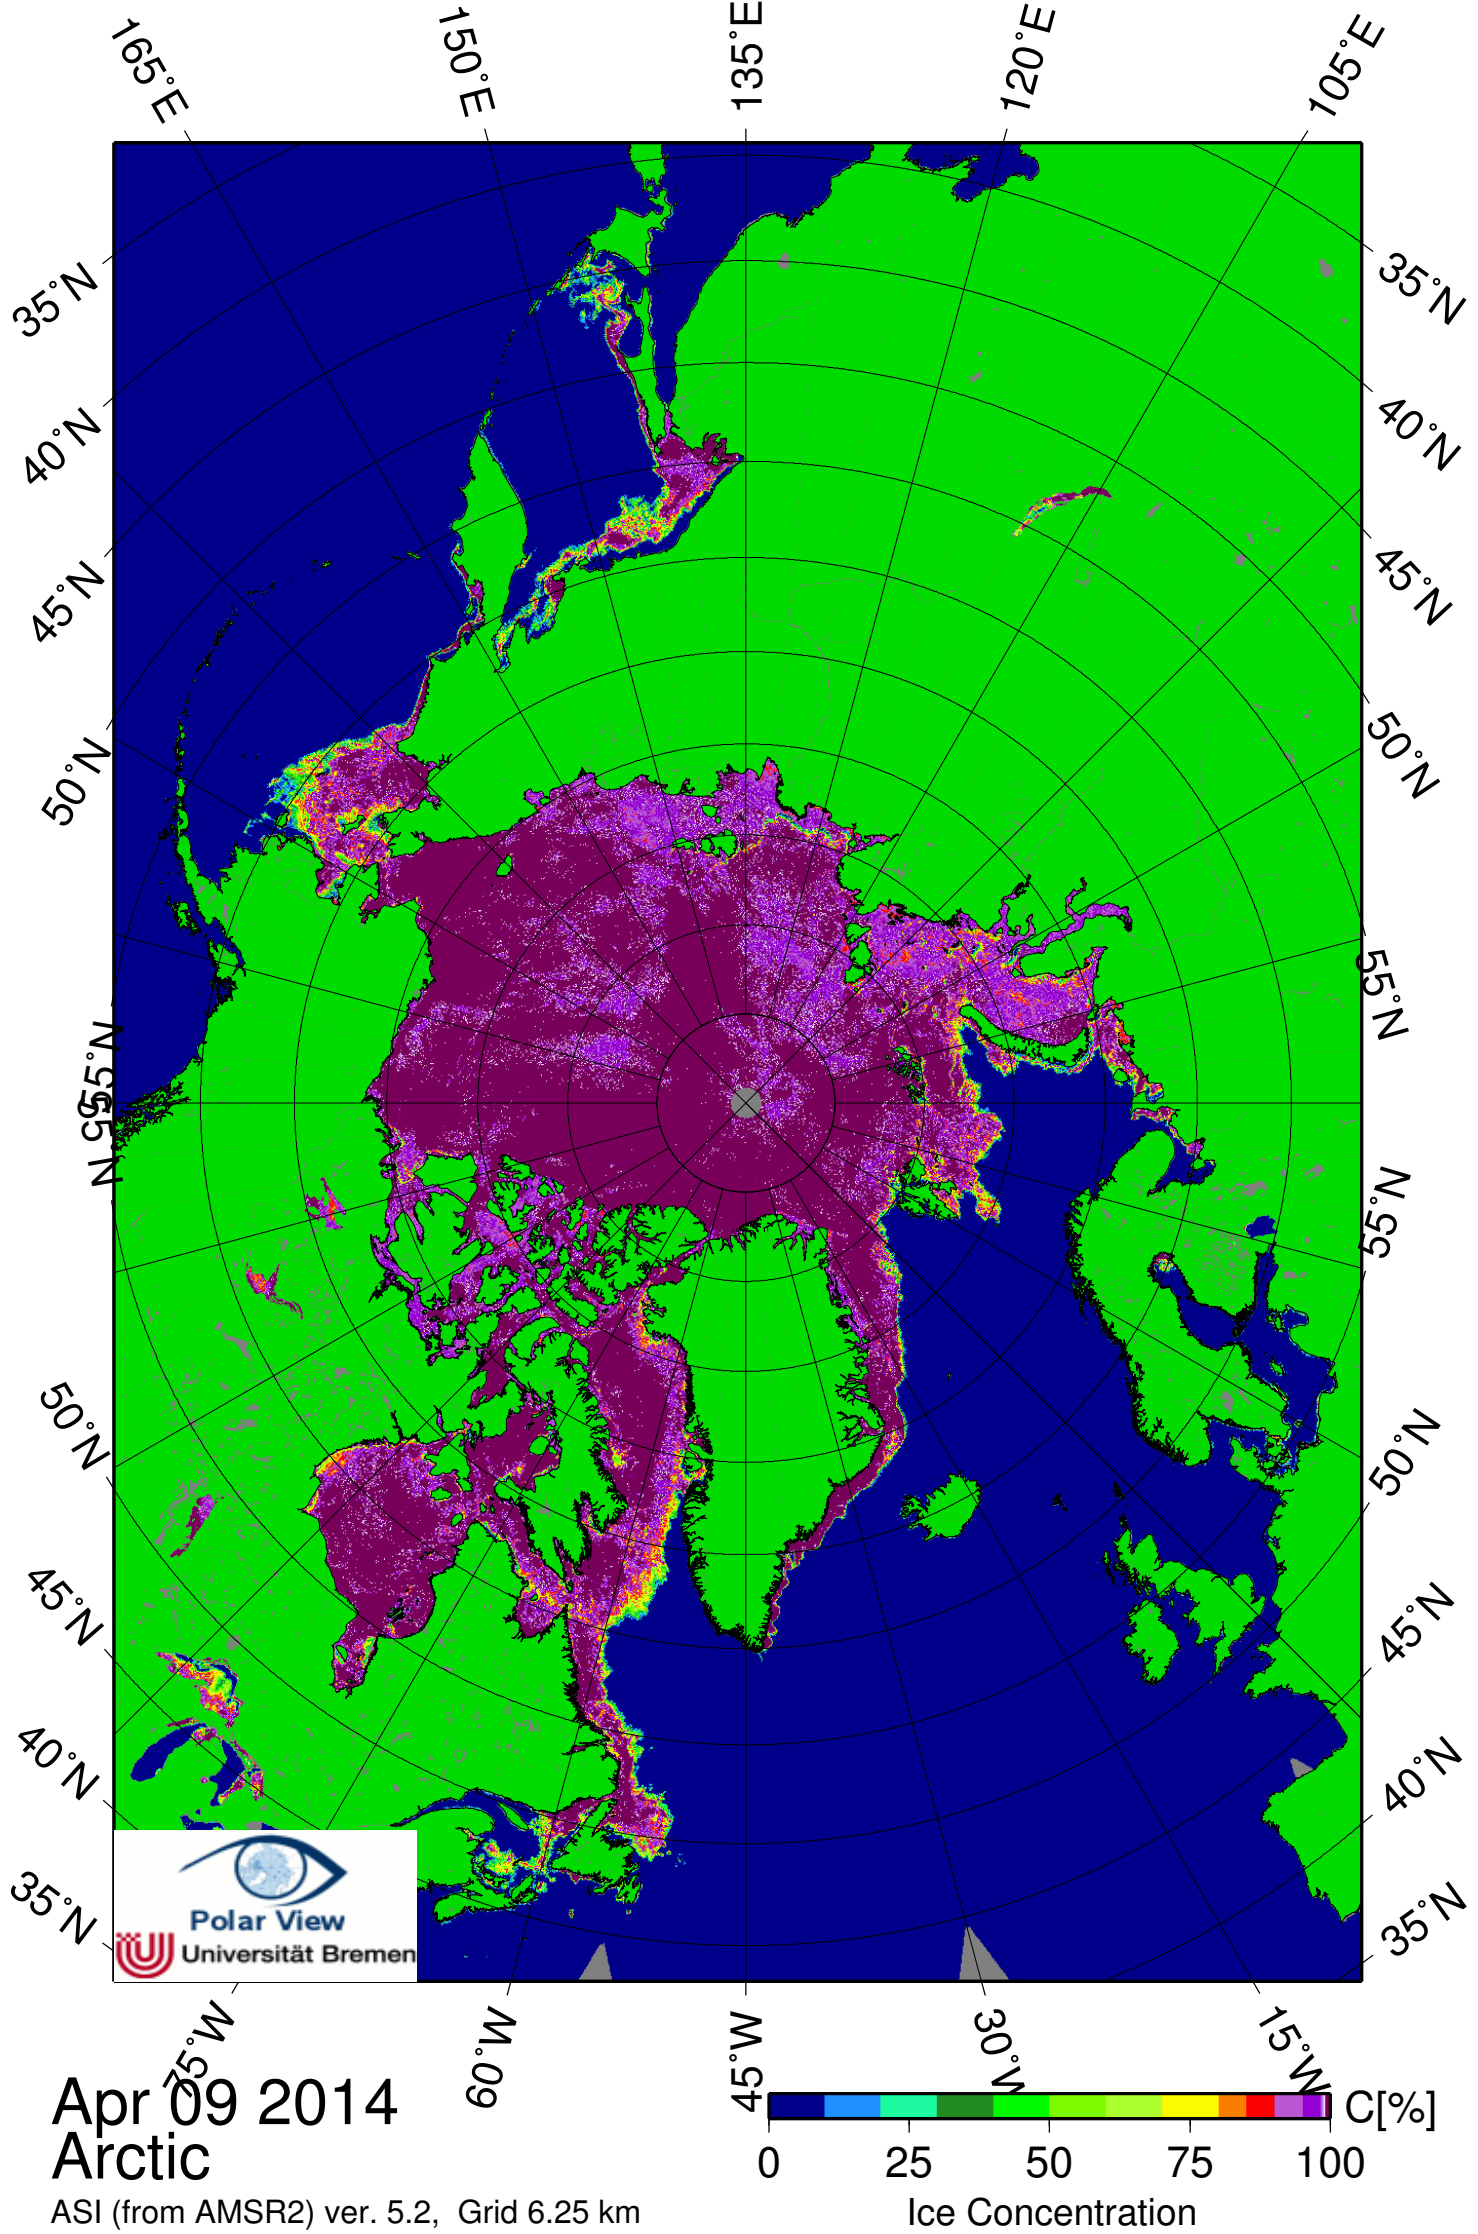 165°E 150°E 135°E 120°E 105°E
35°N 35°N
40°N 40°N
45°N 45°N
50°N 50°N
55°N 55°N
55°N 55°N
50°N 50°N
45°N 45°N
40°N 40°N
35°N 35°N
Polar View
Universität Bremen
75°W 60°W 45°W 30°W 15°W
Apr 09 2014
Arctic
ASI (from AMSR2) ver. 5.2, Grid 6.25 km
C[%]
0 25 50 75 100
Ice Concentration